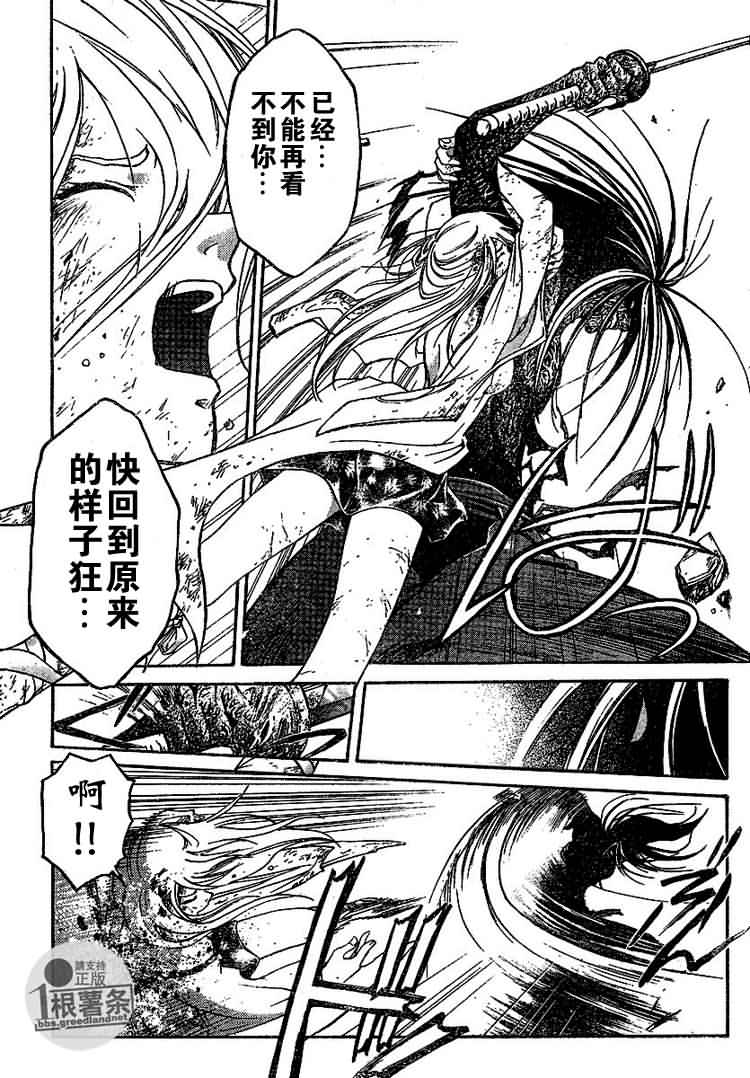 已经…
不能再看
不到你…
快回到原来
的样子狂…
啊!!
請支持
正版
1根薯条
bbs.greedland.net